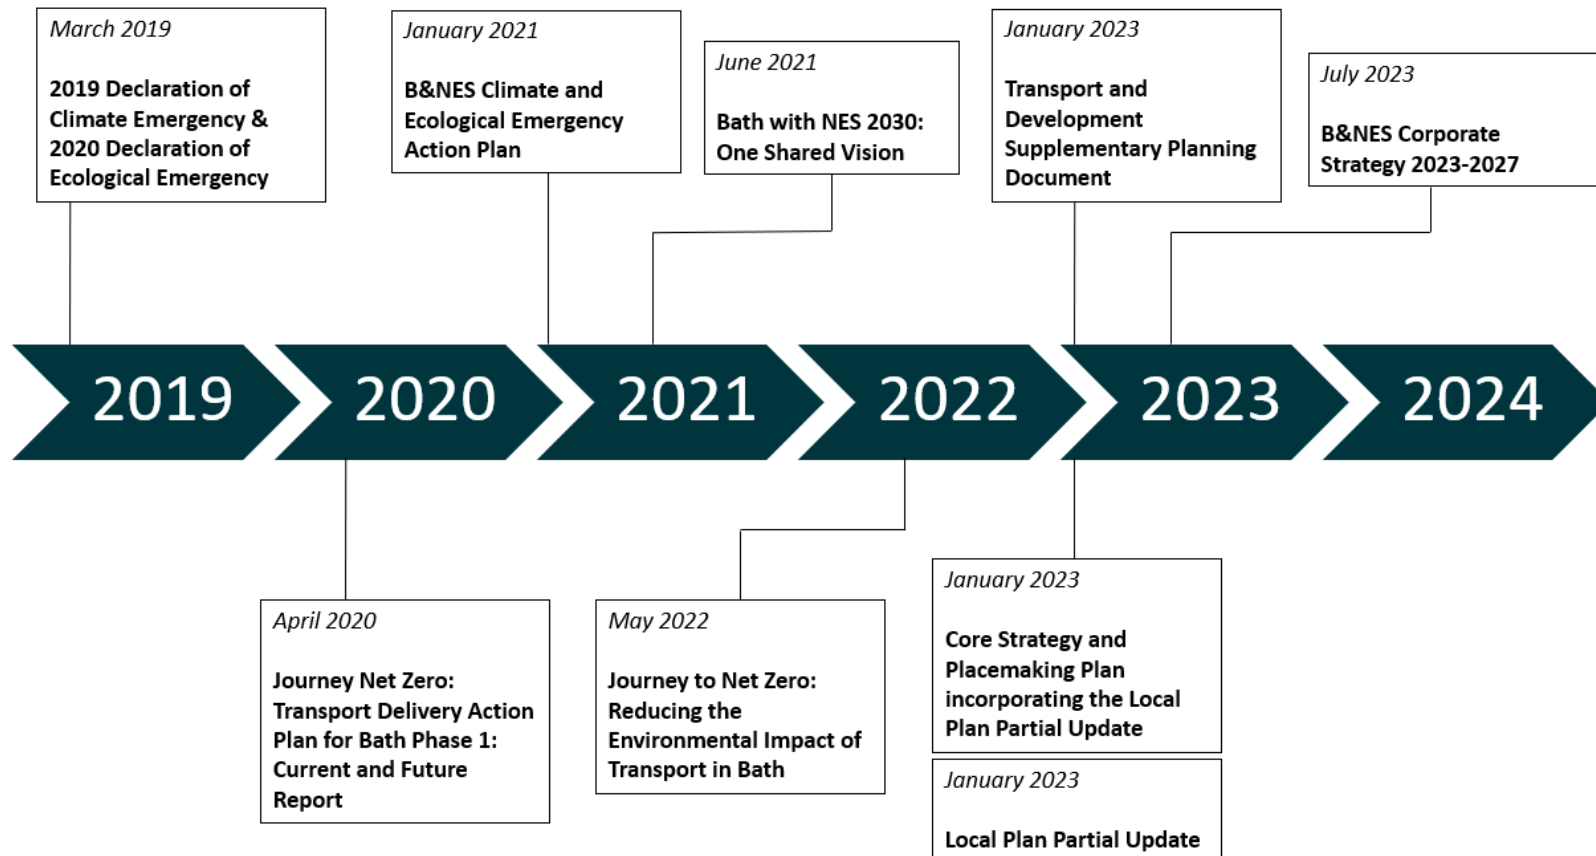 March 2019
2019 Declaration of
Climate Emergency &
2020 Declaration of
Ecological Emergency
January 2021
B&NES Climate and
Ecological Emergency
Action Plan
June 2021
Bath with NES 2030:
One Shared Vision
January 2023
Transport and
Development
Supplementary Planning
Document
July 2023
B&NES Corporate
Strategy 2023-2027
2019
2020
2021
2022
2023
2024
April 2020
Journey Net Zero:
Transport Delivery Action
Plan for Bath Phase 1:
Current and Future
Report
May 2022
Journey to Net Zero:
Reducing the
Environmental Impact of
Transport in Bath
January 2023
Core Strategy and
Placemaking Plan
incorporating the Local
Plan Partial Update
January 2023
Local Plan Partial Update